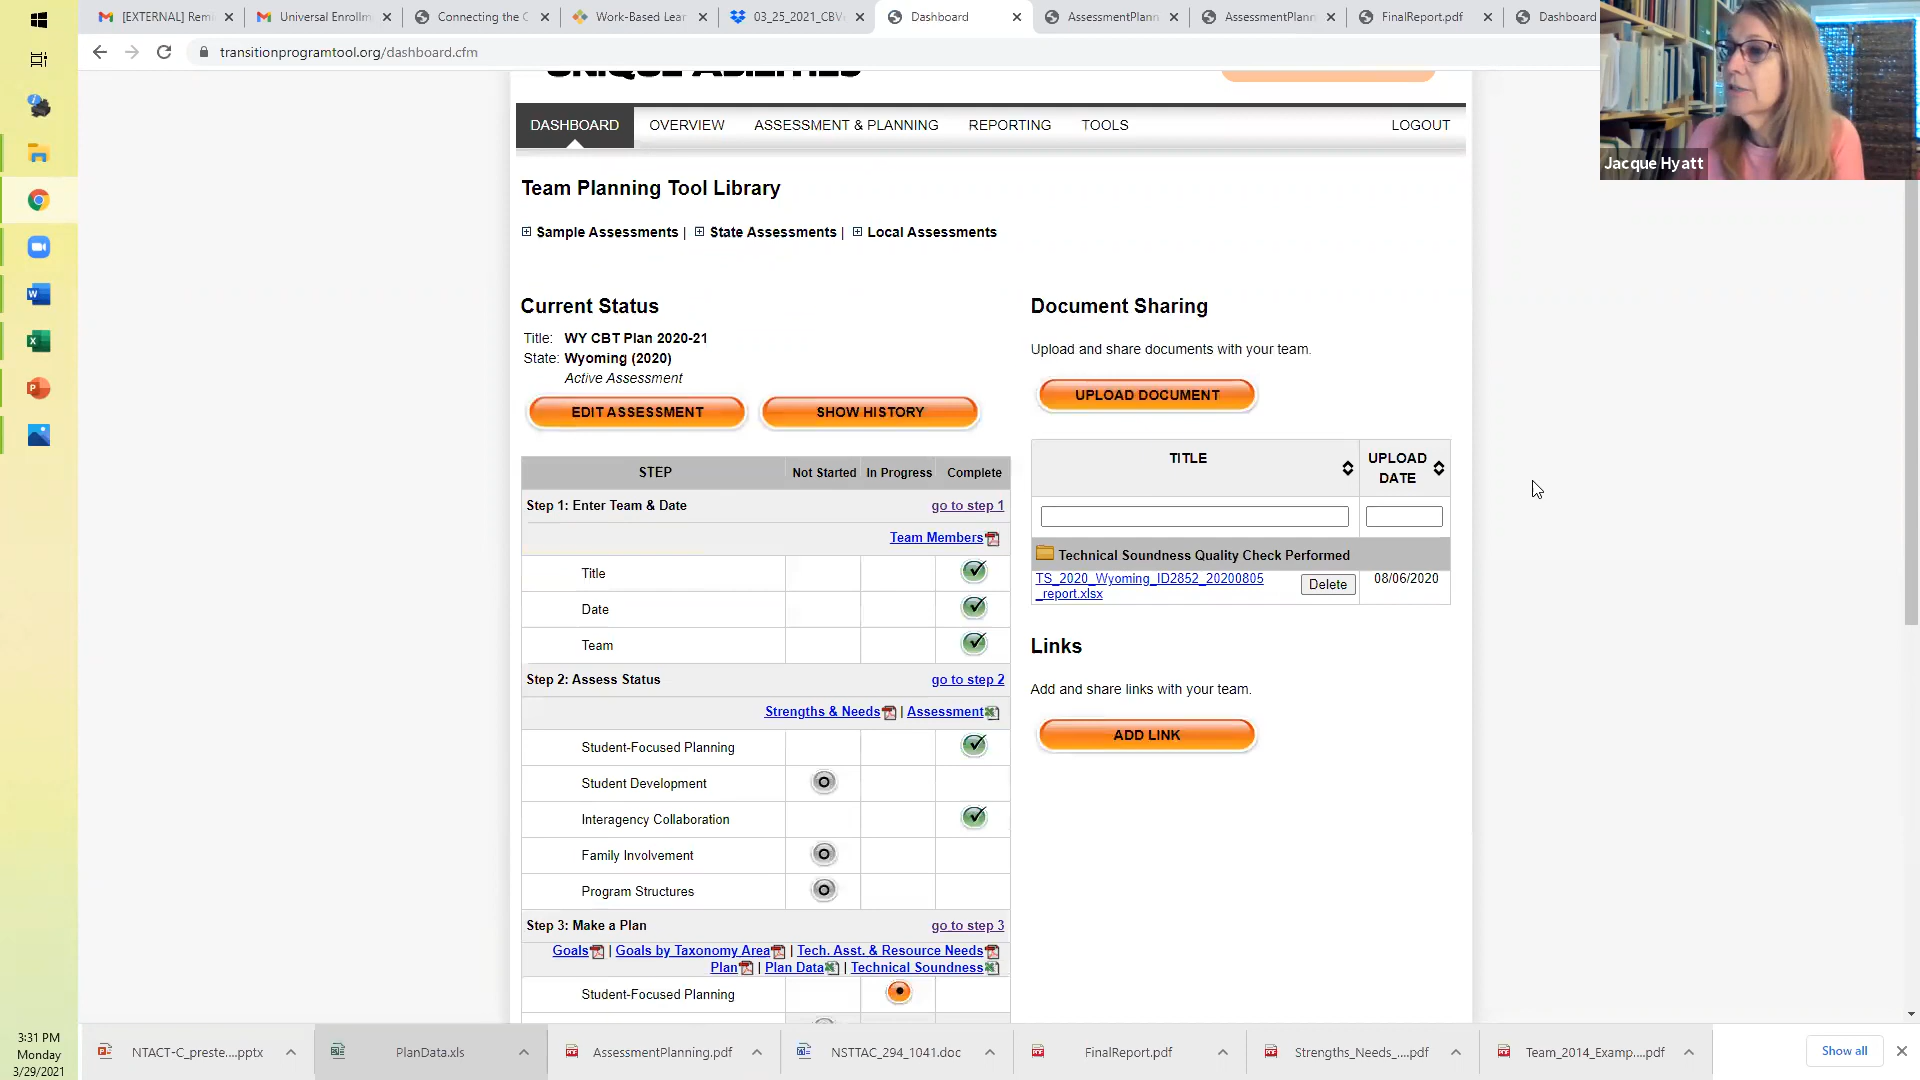 [EXTERNAL] Remi
Universal Enrollm
Connecting the C
Work-Based Lear
03_25_2021_CBV
Dashboard
AssessmentPlann
AssessmentPlann
FinalReport.pdf
Dashboard
transitionprogramtool.org/dashboard.cfm
UNIQUE ABILITIES
DASHBOARD OVERVIEW ASSESSMENT & PLANNING REPORTING TOOLS LOGOUT
Jacque Hyatt
Team Planning Tool Library
Sample Assessments | State Assessments | Local Assessments
Current Status
Title: WY CBT Plan 2020-21
State: Wyoming (2020)
Active Assessment
EDIT ASSESSMENT SHOW HISTORY
STEP Not Started In Progress Complete
Step 1: Enter Team & Date go to step 1
Team Members
Title
Date
Team
Step 2: Assess Status go to step 2
Strengths & Needs | Assessment
Student-Focused Planning
Student Development
Interagency Collaboration
Family Involvement
Program Structures
Step 3: Make a Plan go to step 3
Goals | Goals by Taxonomy Area | Tech. Asst. & Resource Needs
Plan | Plan Data | Technical Soundness
Student-Focused Planning
Document Sharing
Upload and share documents with your team.
UPLOAD DOCUMENT
TITLE UPLOAD DATE
Technical Soundness Quality Check Performed
TS_2020_Wyoming_ID2852_20200805
_report.xlsx Delete 08/06/2020
Links
Add and share links with your team.
ADD LINK
3:31 PM
Monday
3/29/2021
NTACT-C_preste....pptx
PlanData.xls
AssessmentPlanning.pdf
NSTTAC_294_1041.doc
FinalReport.pdf
Strengths_Needs_....pdf
Team_2014_Examp....pdf
Show all